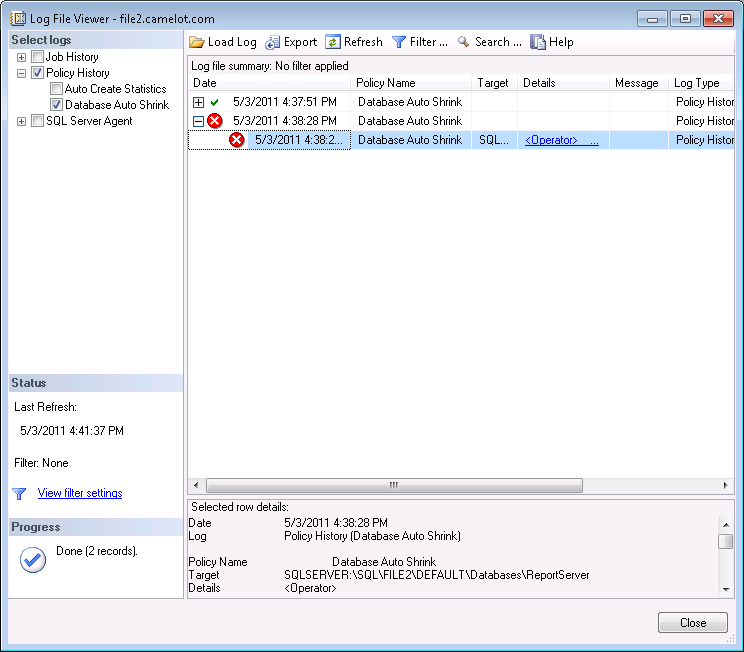 Log File Viewer - file2.camelot.com
Select logs
Job History
Policy History
Auto Create Statistics
Database Auto Shrink
SQL Server Agent
Status
Last Refresh:
5/3/2011 4:41:37 PM
Filter: None
View filter settings
Progress
Done (2 records).
Load Log Export Refresh Filter ... Search ... Help
Log file summary: No filter applied
Date Policy Name Target Details Message Log Type
5/3/2011 4:37:51 PM Database Auto Shrink Policy Histor
5/3/2011 4:38:28 PM Database Auto Shrink Policy Histor
5/3/2011 4:38:2... Database Auto Shrink SQL... <Operator> ... Policy Histor
Selected row details:
Date 5/3/2011 4:38:28 PM
Log Policy History (Database Auto Shrink)
Policy Name Database Auto Shrink
Target SQLSERVER:\SQL\FILE2\DEFAULT\Databases\ReportServer
Details <Operator>
Close